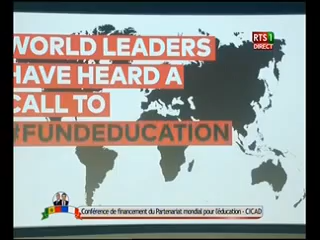 RTS1
DIRECT
WORLD LEADERS
HAVE HEARD A
CALL TO
#FUNDEDUCATION
Conférence de financement du Partenariat mondial pour l'éducation - CICAD